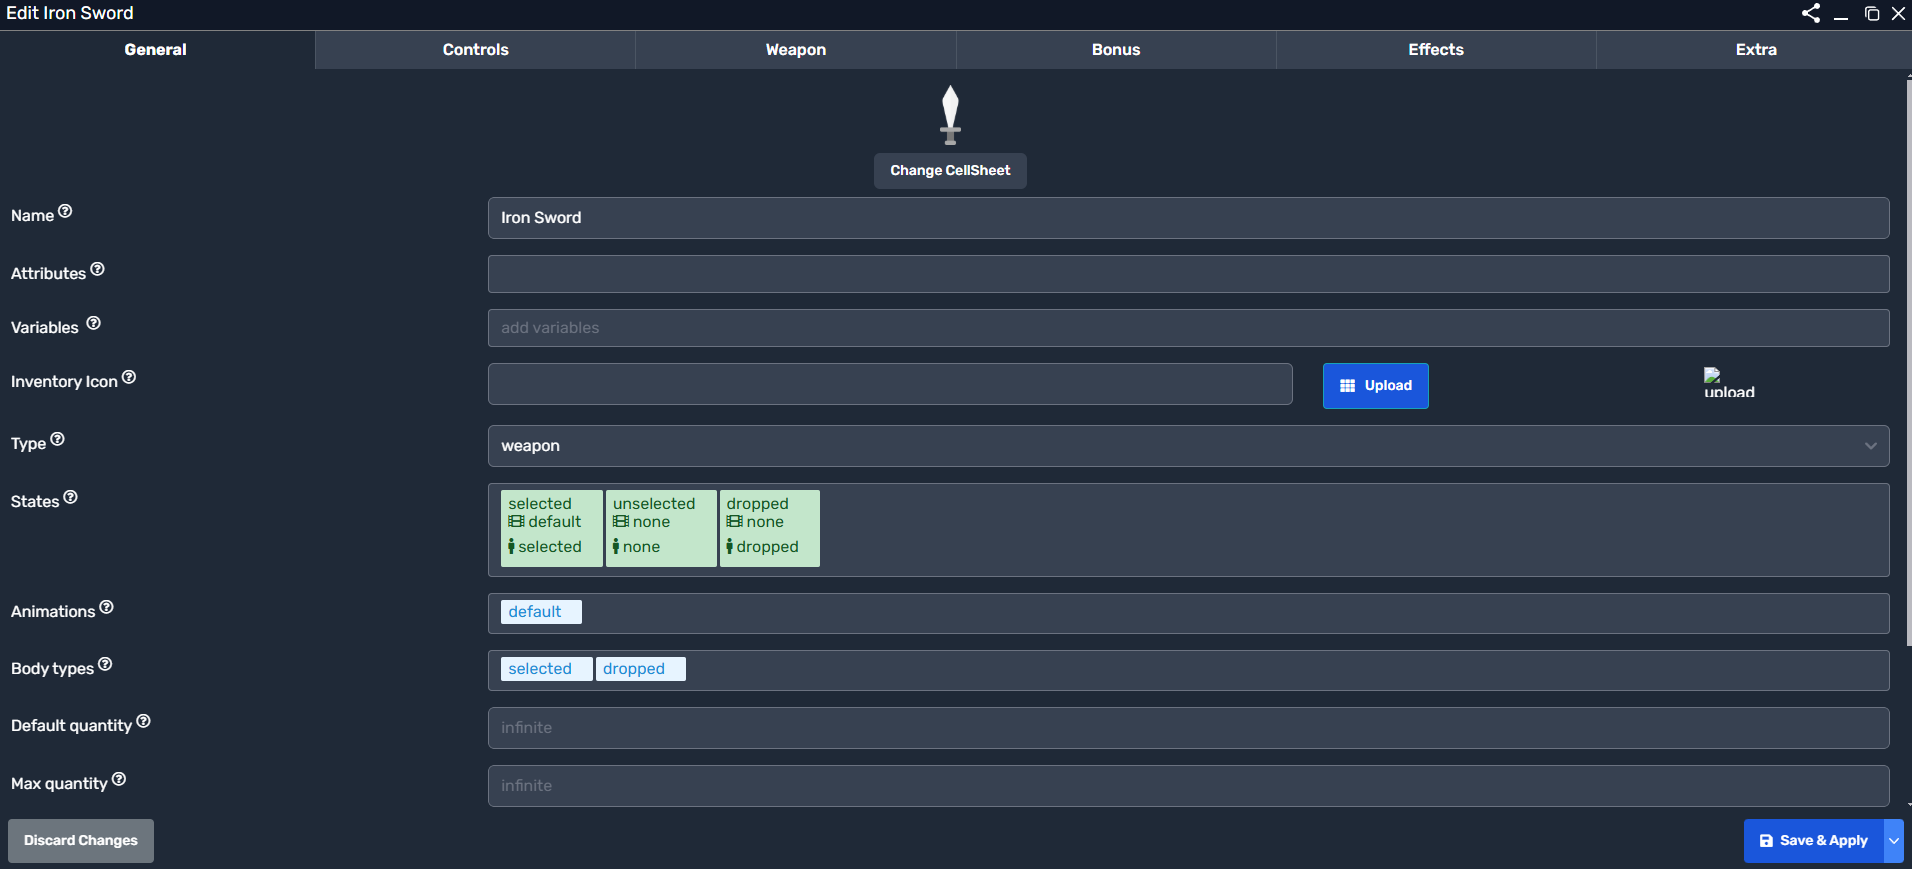 Edit Iron Sword
General
Controls
Weapon
Bonus
Effects
Extra
Change CellSheet
Name
Iron Sword
Attributes
Variables
add variables
Inventory Icon
Upload
upload
Type
weapon
States
selected
default
selected
unselected
none
none
dropped
none
dropped
Animations
default
Body types
selected
dropped
Default quantity
infinite
Max quantity
infinite
Discard Changes
Save & Apply